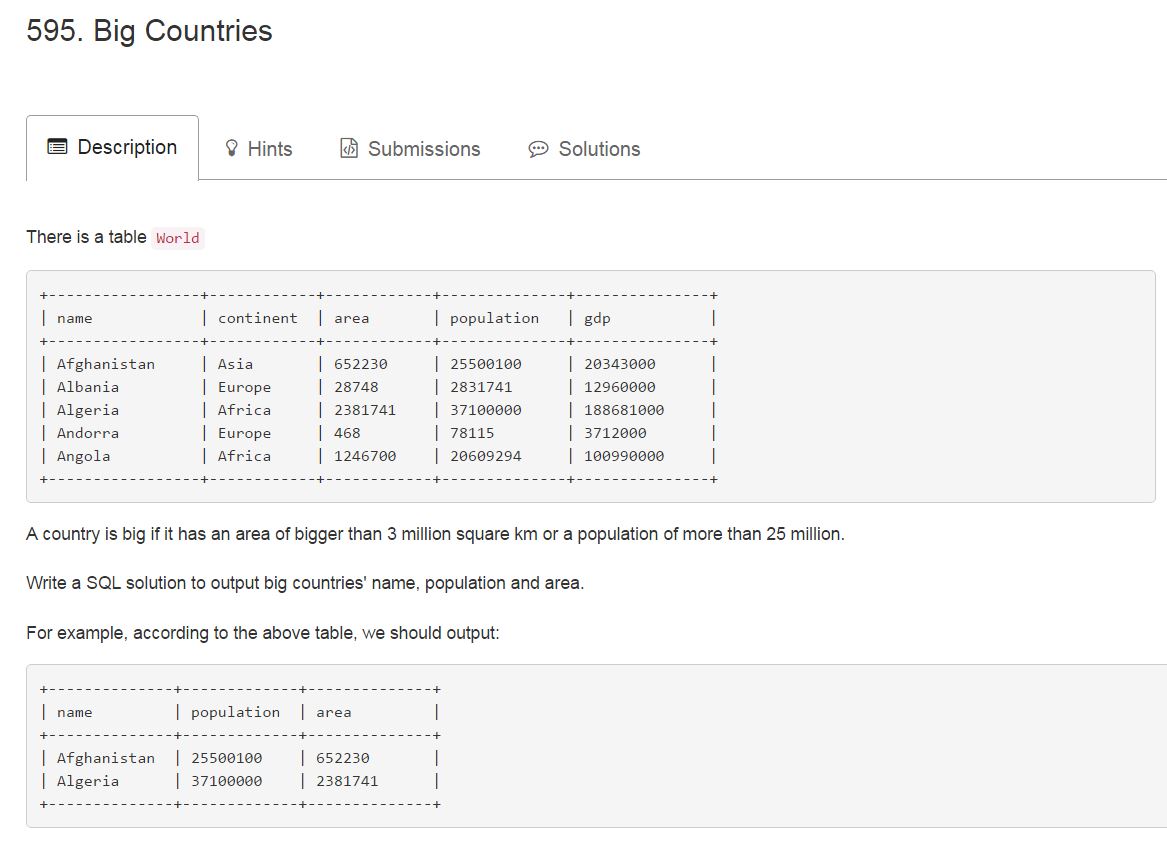 595. Big Countries
Description Hints Submissions Solutions
There is a table World
+-----------------+------------+------------+--------------+---------------+
| name            | continent  | area       | population   | gdp           |
+-----------------+------------+------------+--------------+---------------+
| Afghanistan     | Asia       | 652230     | 25500100     | 20343000      |
| Albania         | Europe     | 28748      | 2831741      | 12960000      |
| Algeria         | Africa     | 2381741    | 37100000     | 188681000     |
| Andorra         | Europe     | 468        | 78115        | 3712000       |
| Angola          | Africa     | 1246700    | 20609294     | 100990000     |
+-----------------+------------+------------+--------------+---------------+
A country is big if it has an area of bigger than 3 million square km or a population of more than 25 million.
Write a SQL solution to output big countries' name, population and area.
For example, according to the above table, we should output:
+--------------+-------------+--------------+
| name         | population  | area         |
+--------------+-------------+--------------+
| Afghanistan  | 25500100    | 652230       |
| Algeria      | 37100000    | 2381741      |
+--------------+-------------+--------------+